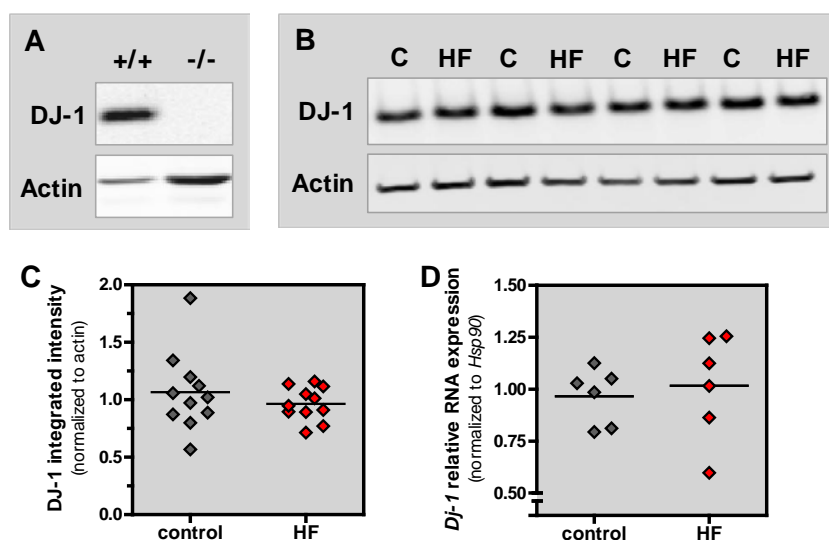 A
+/+ -/-
DJ-1
Actin
B
C HF C HF C HF C HF
DJ-1
Actin
C
DJ-1 integrated intensity
(normalized to actin)
2.0
1.5
1.0
0.5
0.0
control HF
D
Dj-1 relative RNA expression
(normalized to Hsp90)
1.50
1.25
1.00
0.75
0.50
control HF